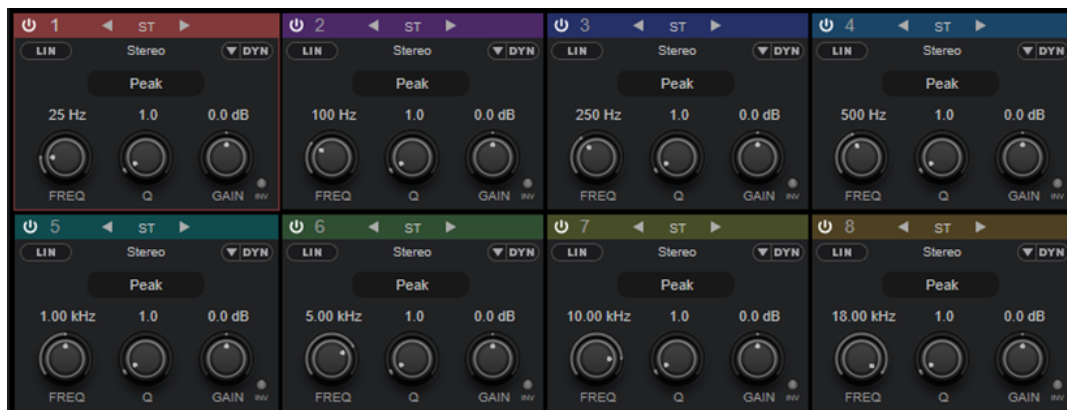 1 ST 2 ST 3 ST 4 ST
LIN Stereo DYN LIN Stereo DYN LIN Stereo DYN LIN Stereo DYN
Peak Peak Peak Peak
25 Hz 1.0 0.0 dB 100 Hz 1.0 0.0 dB 250 Hz 1.0 0.0 dB 500 Hz 1.0 0.0 dB
FREQ Q GAIN INV FREQ Q GAIN INV FREQ Q GAIN INV FREQ Q GAIN INV
5 ST 6 ST 7 ST 8 ST
LIN Stereo DYN LIN Stereo DYN LIN Stereo DYN LIN Stereo DYN
Peak Peak Peak Peak
1.00 kHz 1.0 0.0 dB 5.00 kHz 1.0 0.0 dB 10.00 kHz 1.0 0.0 dB 18.00 kHz 1.0 0.0 dB
FREQ Q GAIN INV FREQ Q GAIN INV FREQ Q GAIN INV FREQ Q GAIN INV